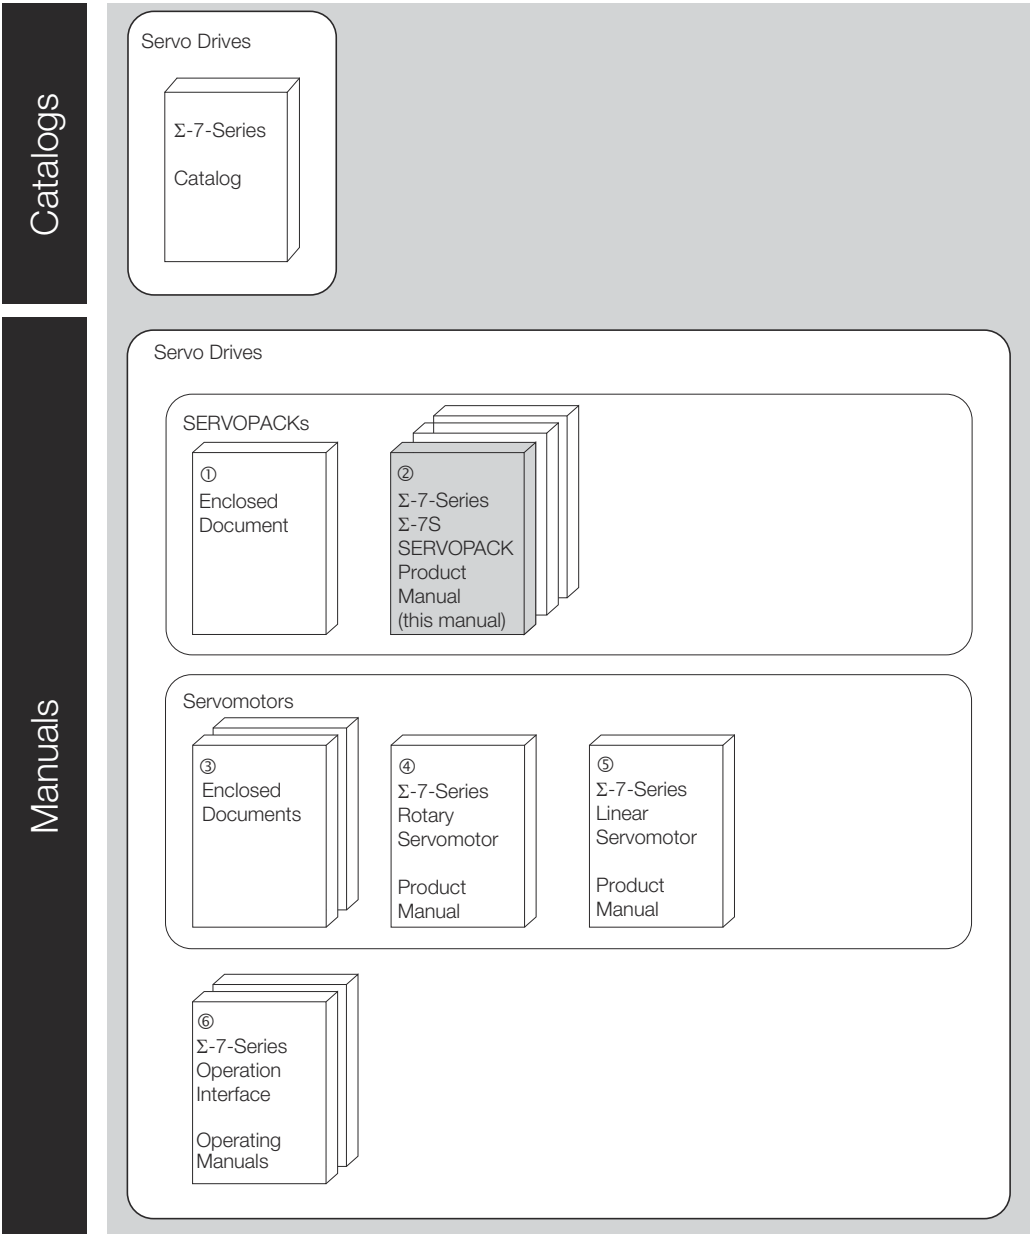 Catalogs
Servo Drives
Σ-7-Series
Catalog
Manuals
Servo Drives
SERVOPACKs
①
Enclosed
Document
②
Σ-7-Series
Σ-7S
SERVOPACK
Product
Manual
(this manual)
Servomotors
③
Enclosed
Documents
④
Σ-7-Series
Rotary
Servomotor
Product
Manual
⑤
Σ-7-Series
Linear
Servomotor
Product
Manual
⑥
Σ-7-Series
Operation
Interface
Operating
Manuals